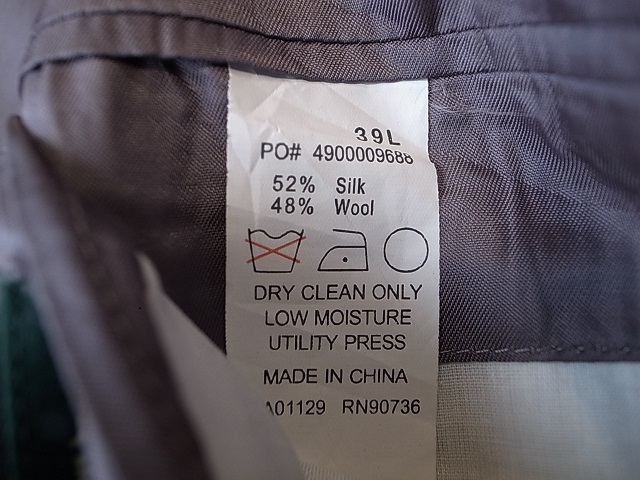 39L
PO# 4900009688
52% Silk
48% Wool
DRY CLEAN ONLY
LOW MOISTURE
UTILITY PRESS
MADE IN CHINA
A01129 RN90736